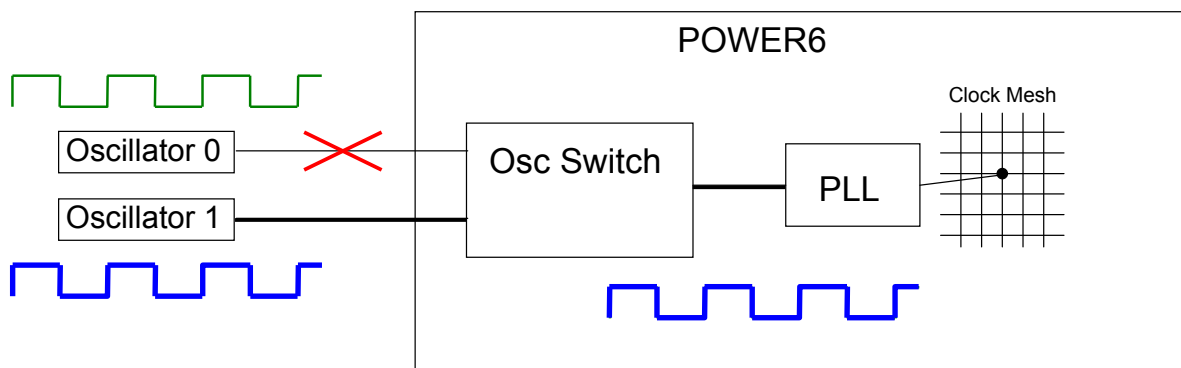 POWER6
Clock Mesh
Oscillator 0
Osc Switch
PLL
Oscillator 1